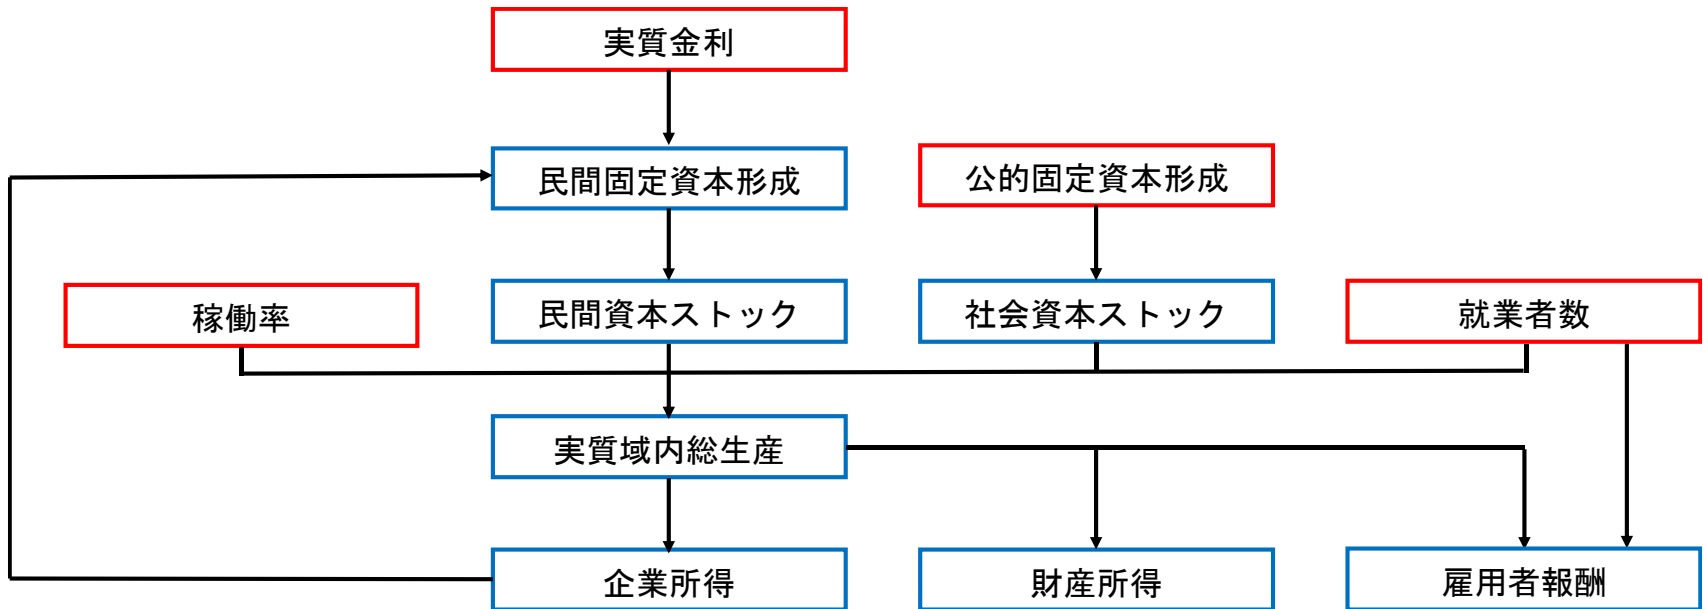 実質金利
民間固定資本形成
公的固定資本形成
稼働率
民間資本ストック
社会資本ストック
就業者数
実質域内総生産
企業所得
財産所得
雇用者報酬